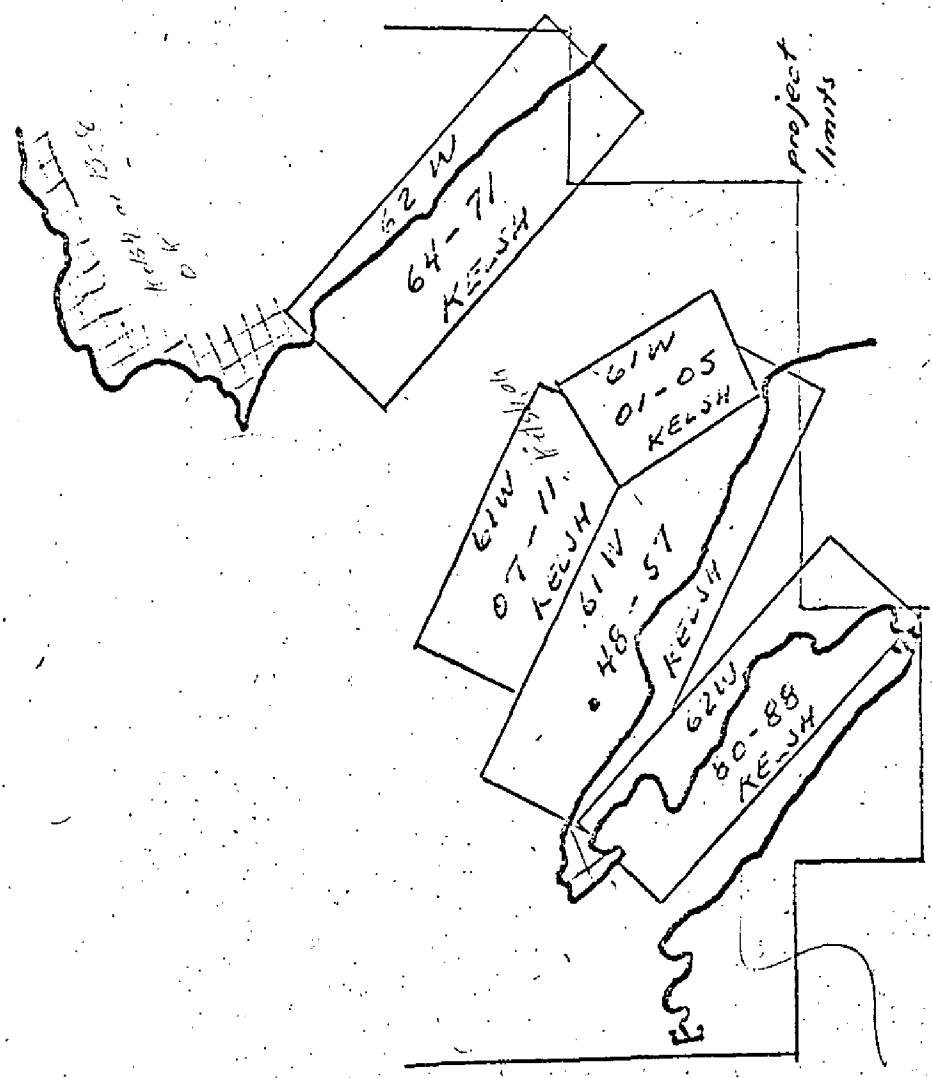 project
limits
62 W
64-71
KELSH
61W
01-05
KELSH
61W
07-11
KELSH
61W
48-57
KELSH
62W
80-88
KELSH